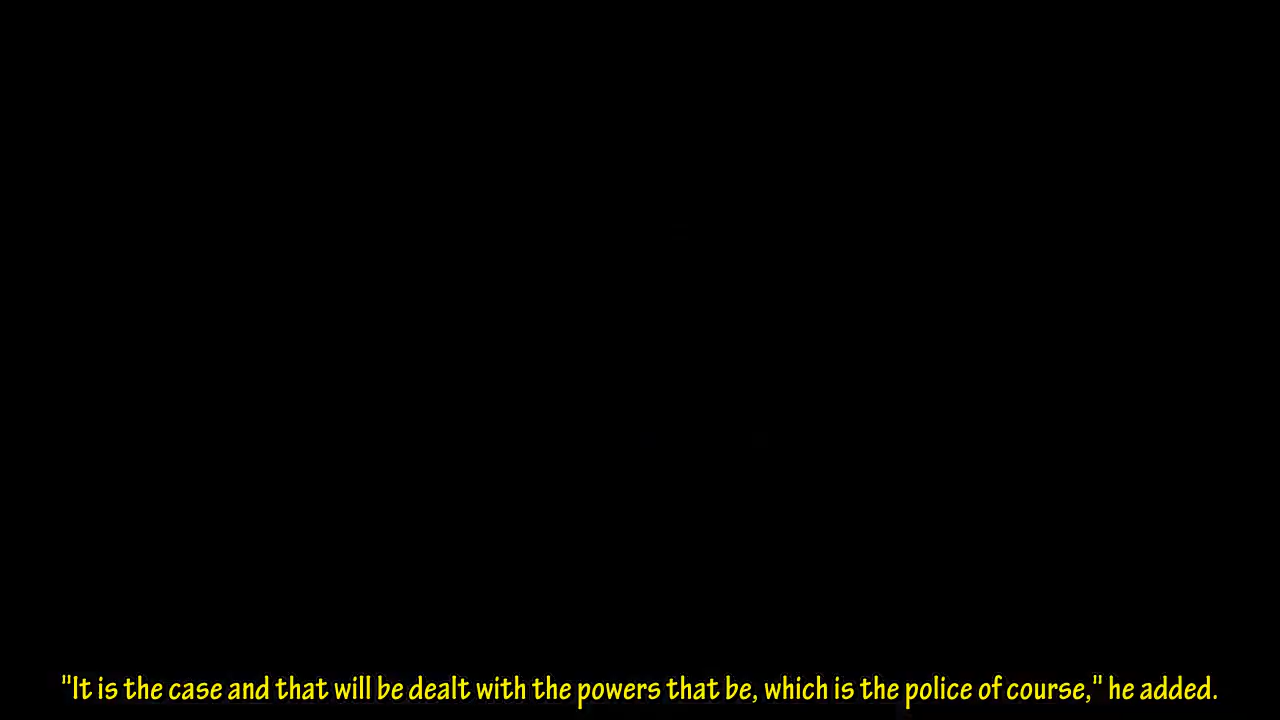 "It is the case and that will be dealt with the powers that be, which is the police of course," he added.